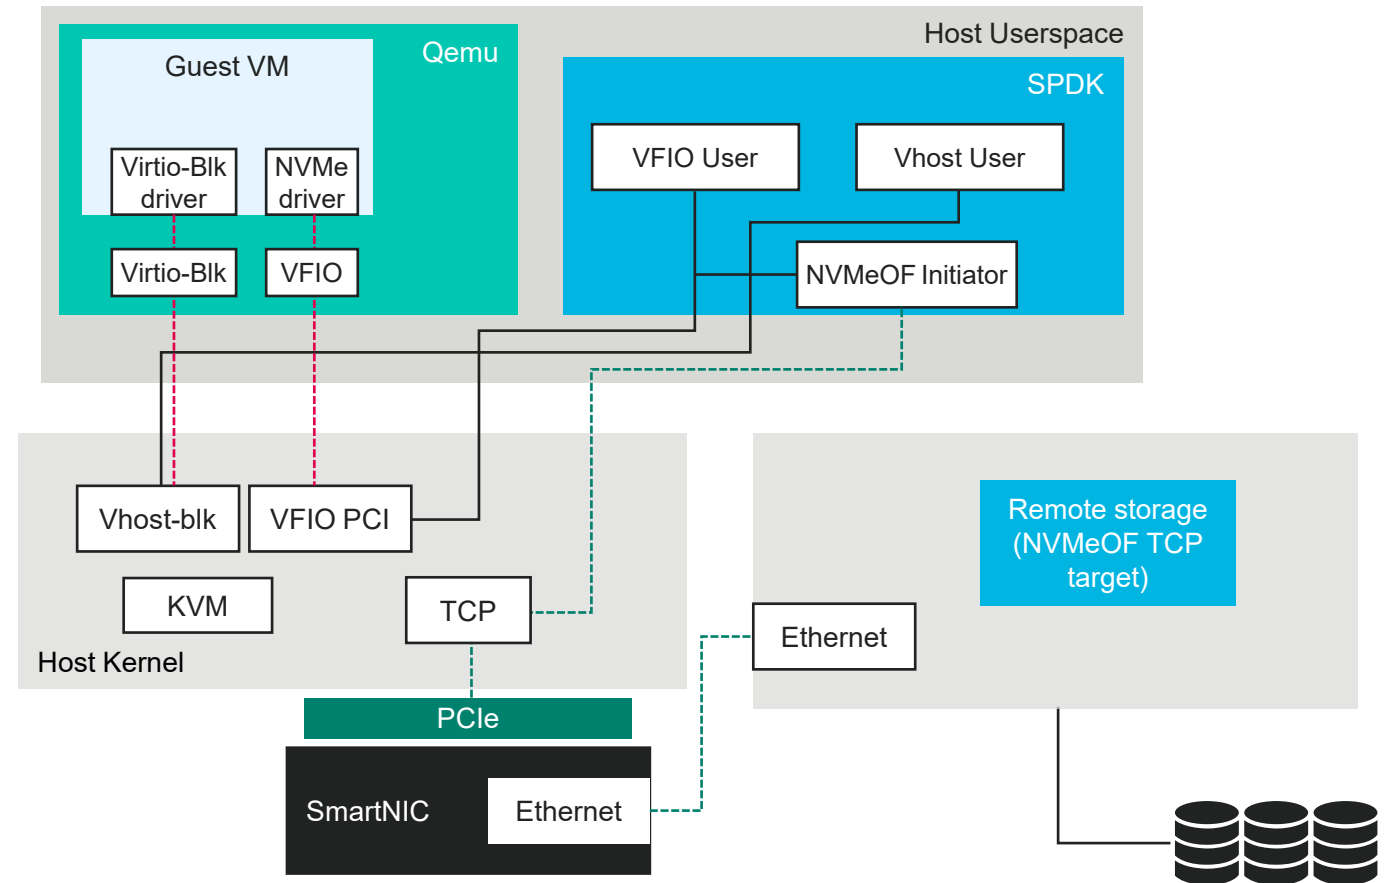 Host Userspace
Qemu
Guest VM
SPDK
Virtio-Blk
driver
NVMe
driver
VFIO User
Vhost User
Virtio-Blk
VFIO
NVMeOF Initiator
Vhost-blk
VFIO PCI
KVM
TCP
Host Kernel
Remote storage
(NVMeOF TCP
target)
Ethernet
PCIe
SmartNIC
Ethernet